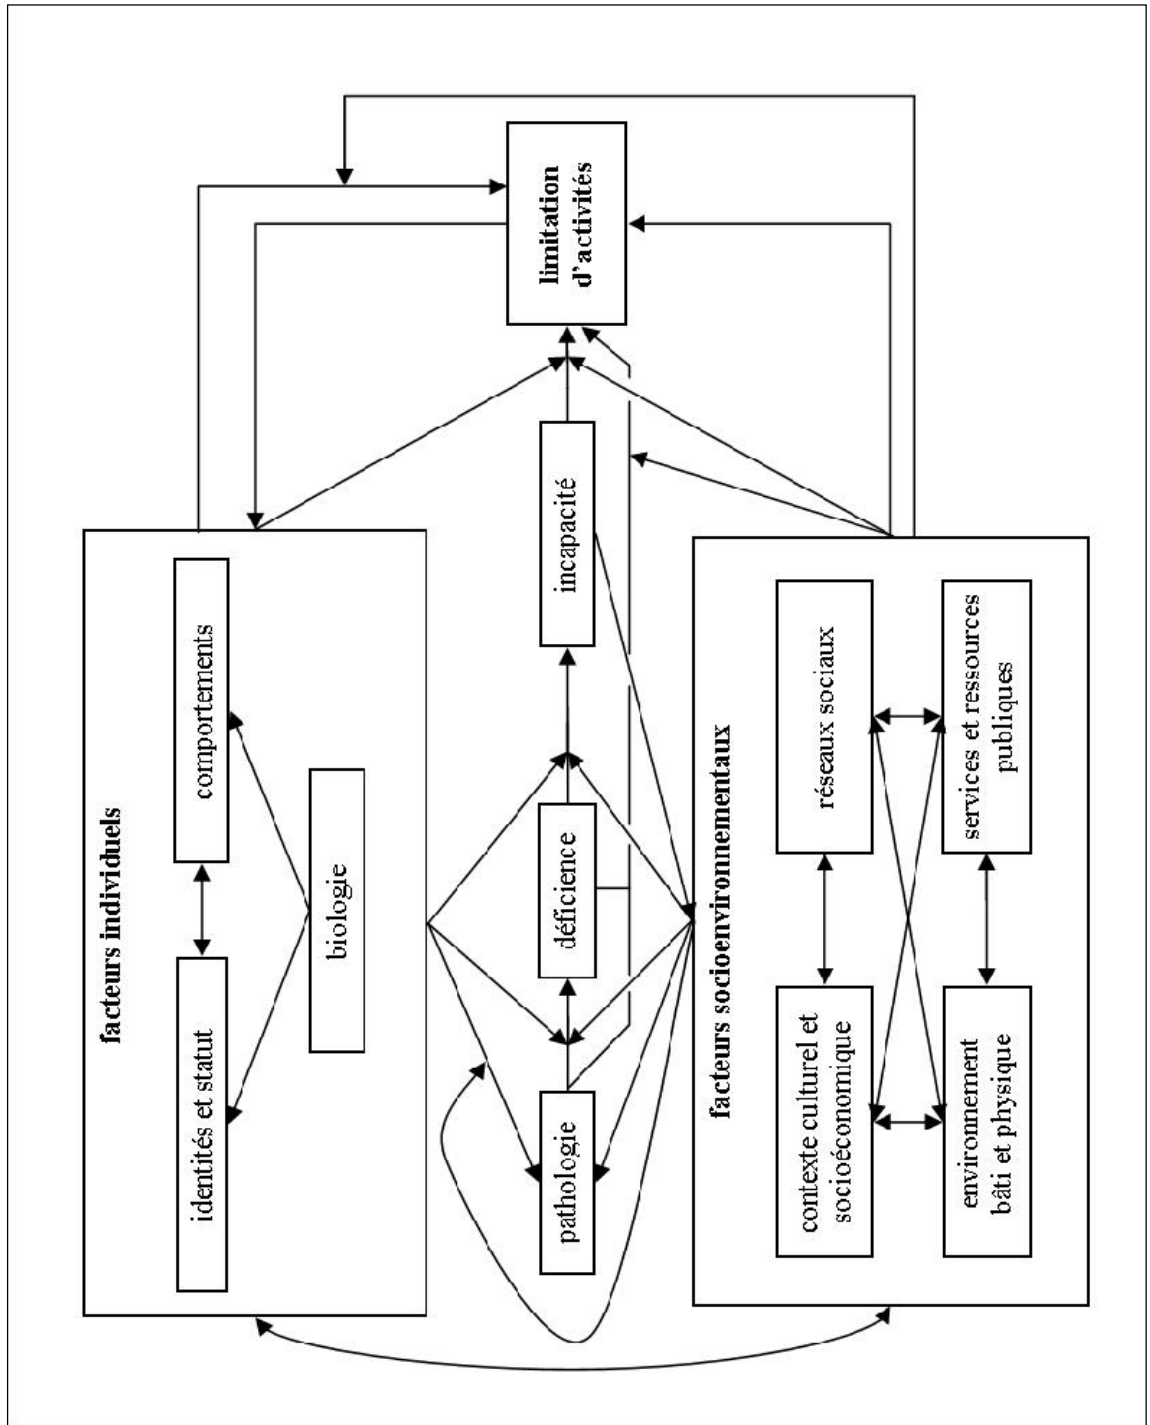 facteurs individuels
identités et statut
comportements
biologie
pathologie
déficience
incapacité
limitation
d'activités
facteurs socioenvironnementaux
contexte culturel et
socioéconomique
réseaux sociaux
environnement
bâti et physique
services et ressources
publiques